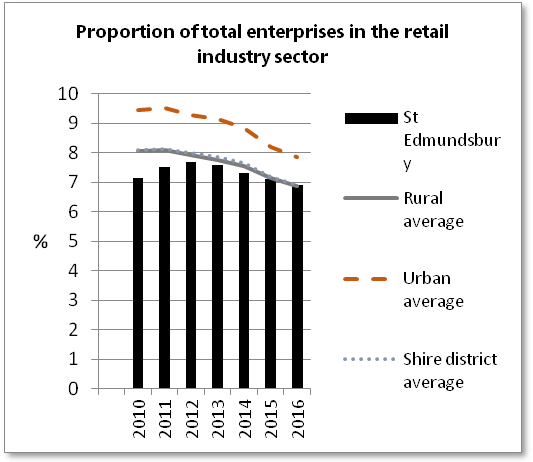 Proportion of total enterprises in the retail
industry sector
10
9
8
7
6
5
4
3
2
1
0
%
2010
2011
2012
2013
2014
2015
2016
St
Edmundsbur
y
Rural
average
Urban
average
Shire district
average